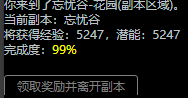 你来到了忘忧谷-花园(副本区域)。
当前副本：忘忧谷
将获得经验：5247，潜能：5247
完成度：99%
领取奖励并离开副本